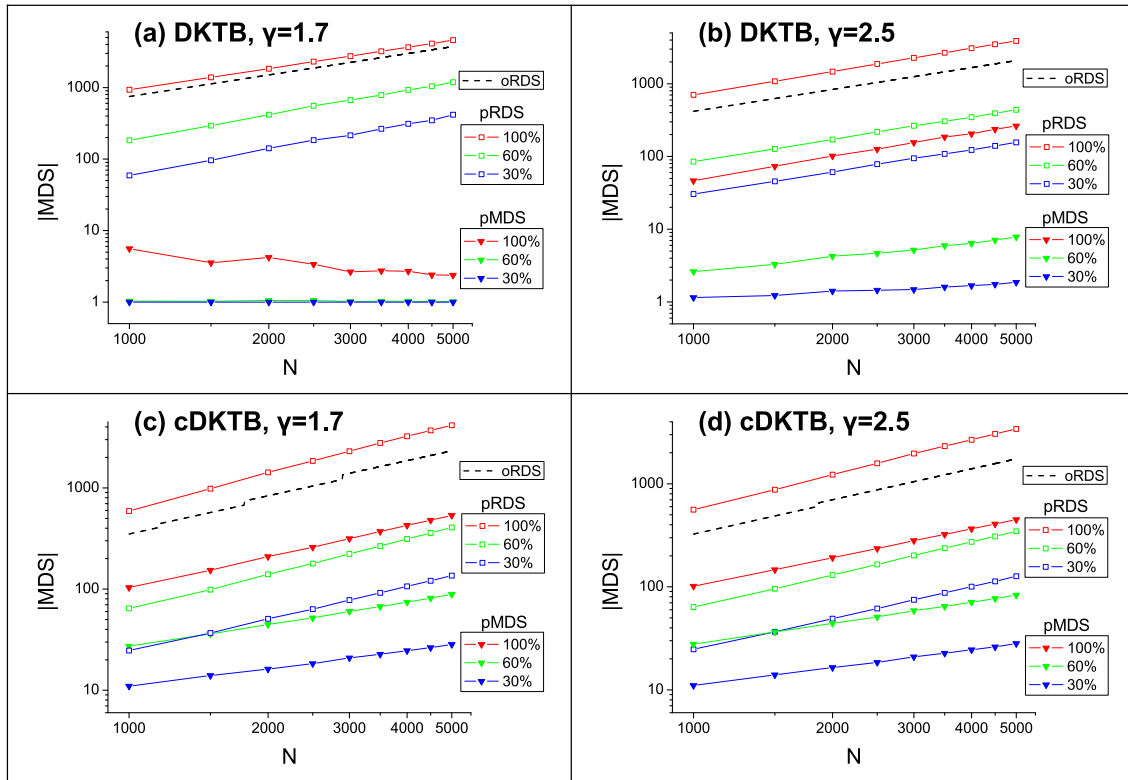 (a) DKTB, γ=1.7
|MDS|
1000
100
10
1
1000
2000
3000
4000
5000
N
oRDS
pRDS
100%
60%
30%
pMDS
100%
60%
30%
(b) DKTB, γ=2.5
|MDS|
1000
100
10
1
1000
2000
3000
4000
5000
N
oRDS
pRDS
100%
60%
30%
pMDS
100%
60%
30%
(c) cDKTB, γ=1.7
|MDS|
1000
100
10
1000
2000
3000
4000
5000
N
oRDS
pRDS
100%
60%
30%
pMDS
100%
60%
30%
(d) cDKTB, γ=2.5
|MDS|
1000
100
10
1000
2000
3000
4000
5000
N
oRDS
pRDS
100%
60%
30%
pMDS
100%
60%
30%